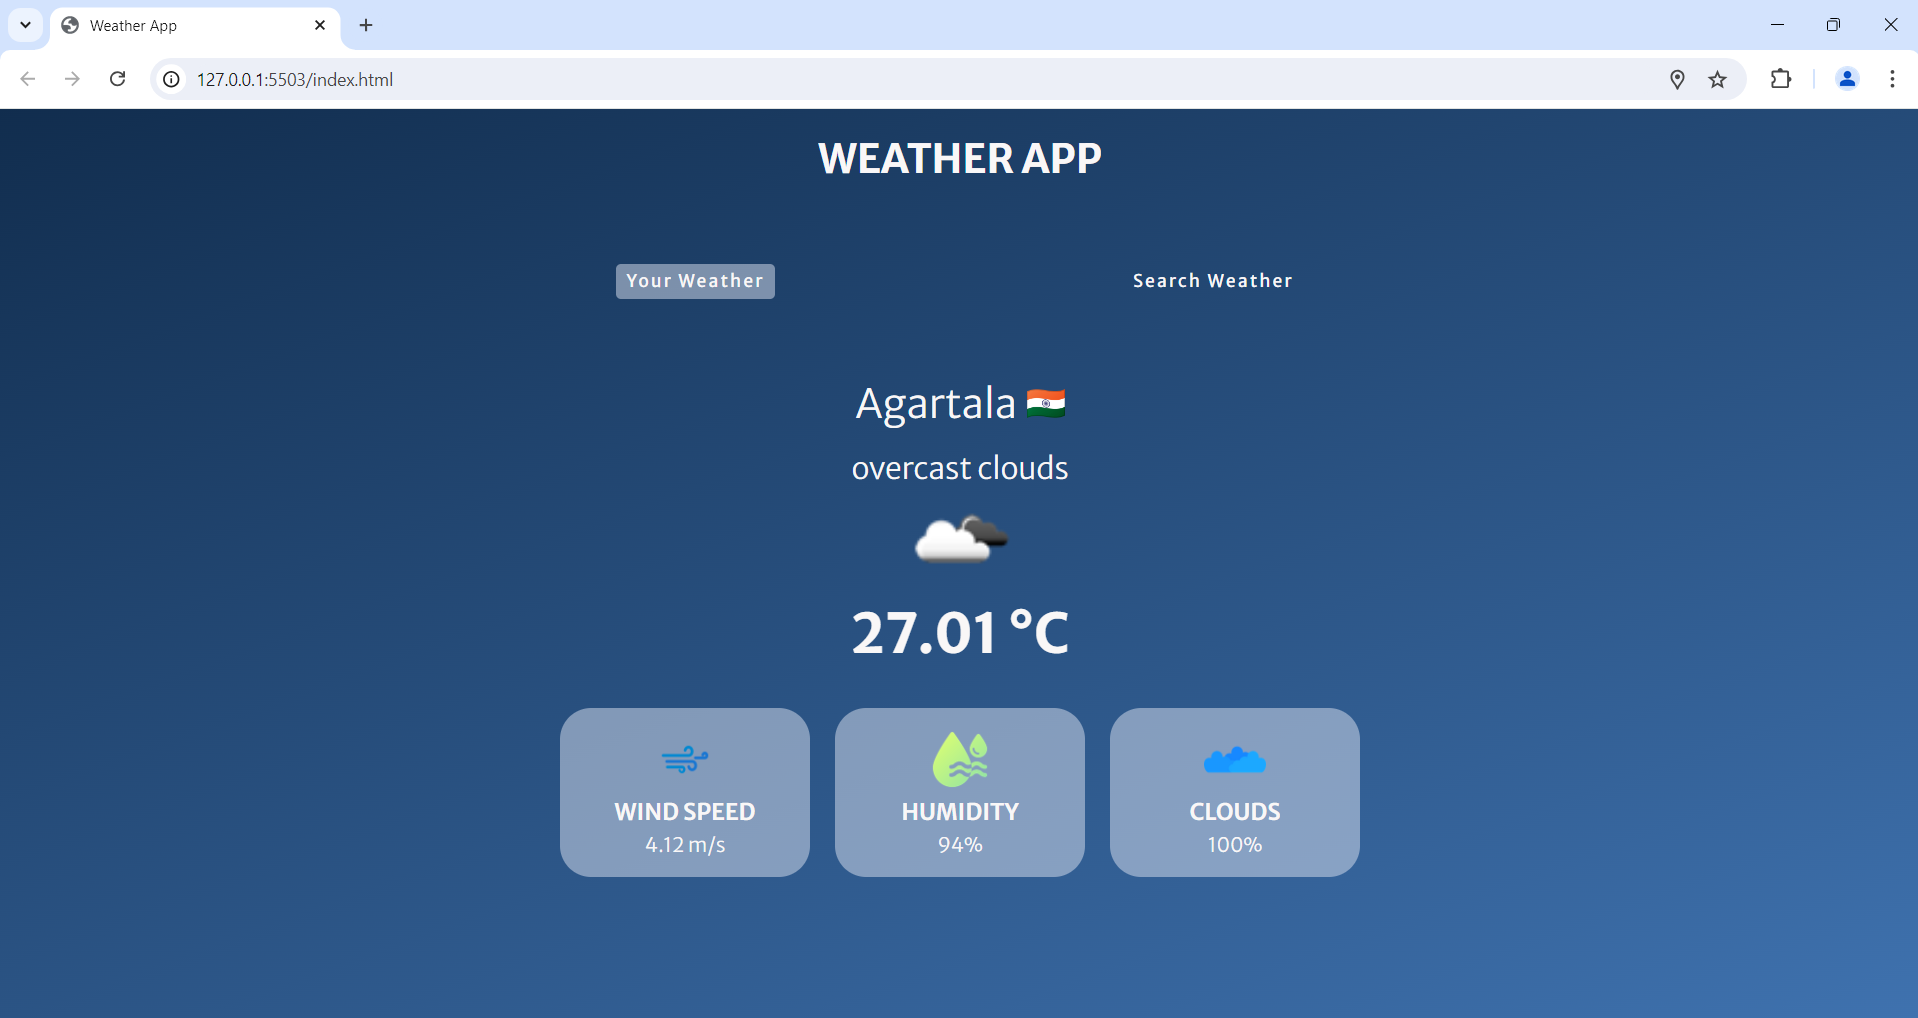 Weather App
127.0.0.1:5503/index.html
WEATHER APP
Your Weather
Search Weather
Agartala
overcast clouds
27.01 °C
WIND SPEED
4.12 m/s
HUMIDITY
94%
CLOUDS
100%